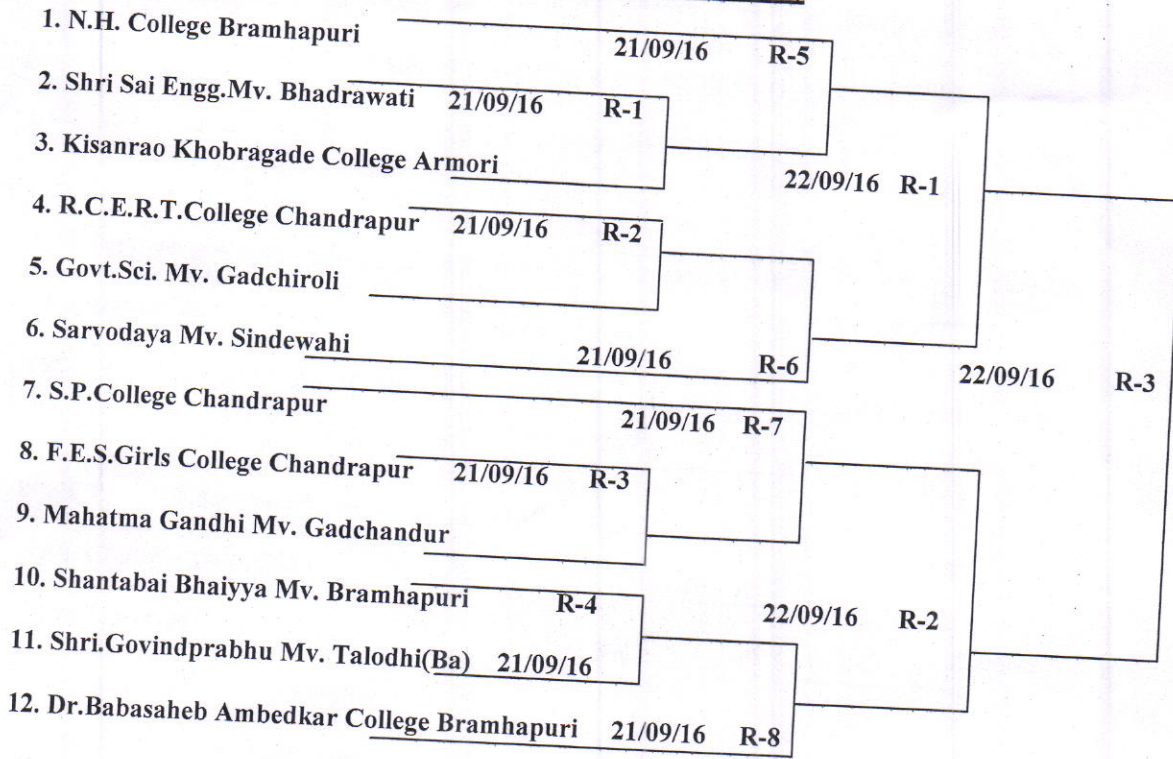 1. N.H. College Bramhapuri
21/09/16 R-5
2. Shri Sai Engg.Mv. Bhadrawati 21/09/16 R-1
3. Kisanrao Khobragade College Armori
22/09/16 R-1
4. R.C.E.R.T.College Chandrapur 21/09/16 R-2
5. Govt.Sci. Mv. Gadchiroli
6. Sarvodaya Mv. Sindewahi 21/09/16 R-6
22/09/16 R-3
7. S.P.College Chandrapur 21/09/16 R-7
8. F.E.S.Girls College Chandrapur 21/09/16 R-3
9. Mahatma Gandhi Mv. Gadchandur
10. Shantabai Bhaiyya Mv. Bramhapuri R-4
22/09/16 R-2
11. Shri.Govindprabhu Mv. Talodhi(Ba) 21/09/16
12. Dr.Babasaheb Ambedkar College Bramhapuri 21/09/16 R-8